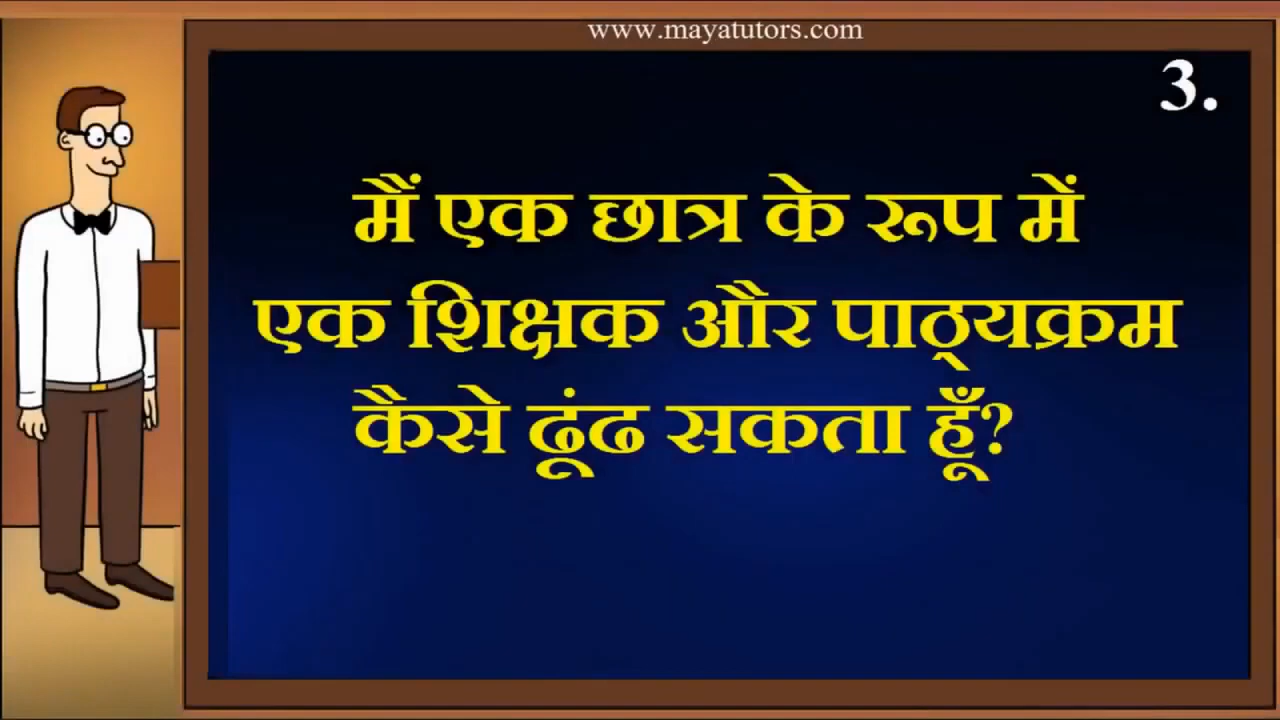 www.mayatutors.com
3.
मैं एक छात्र के रूप में
एक शिक्षक और पाठ्यक्रम
कैसे ढूंढ सकता हूँ?